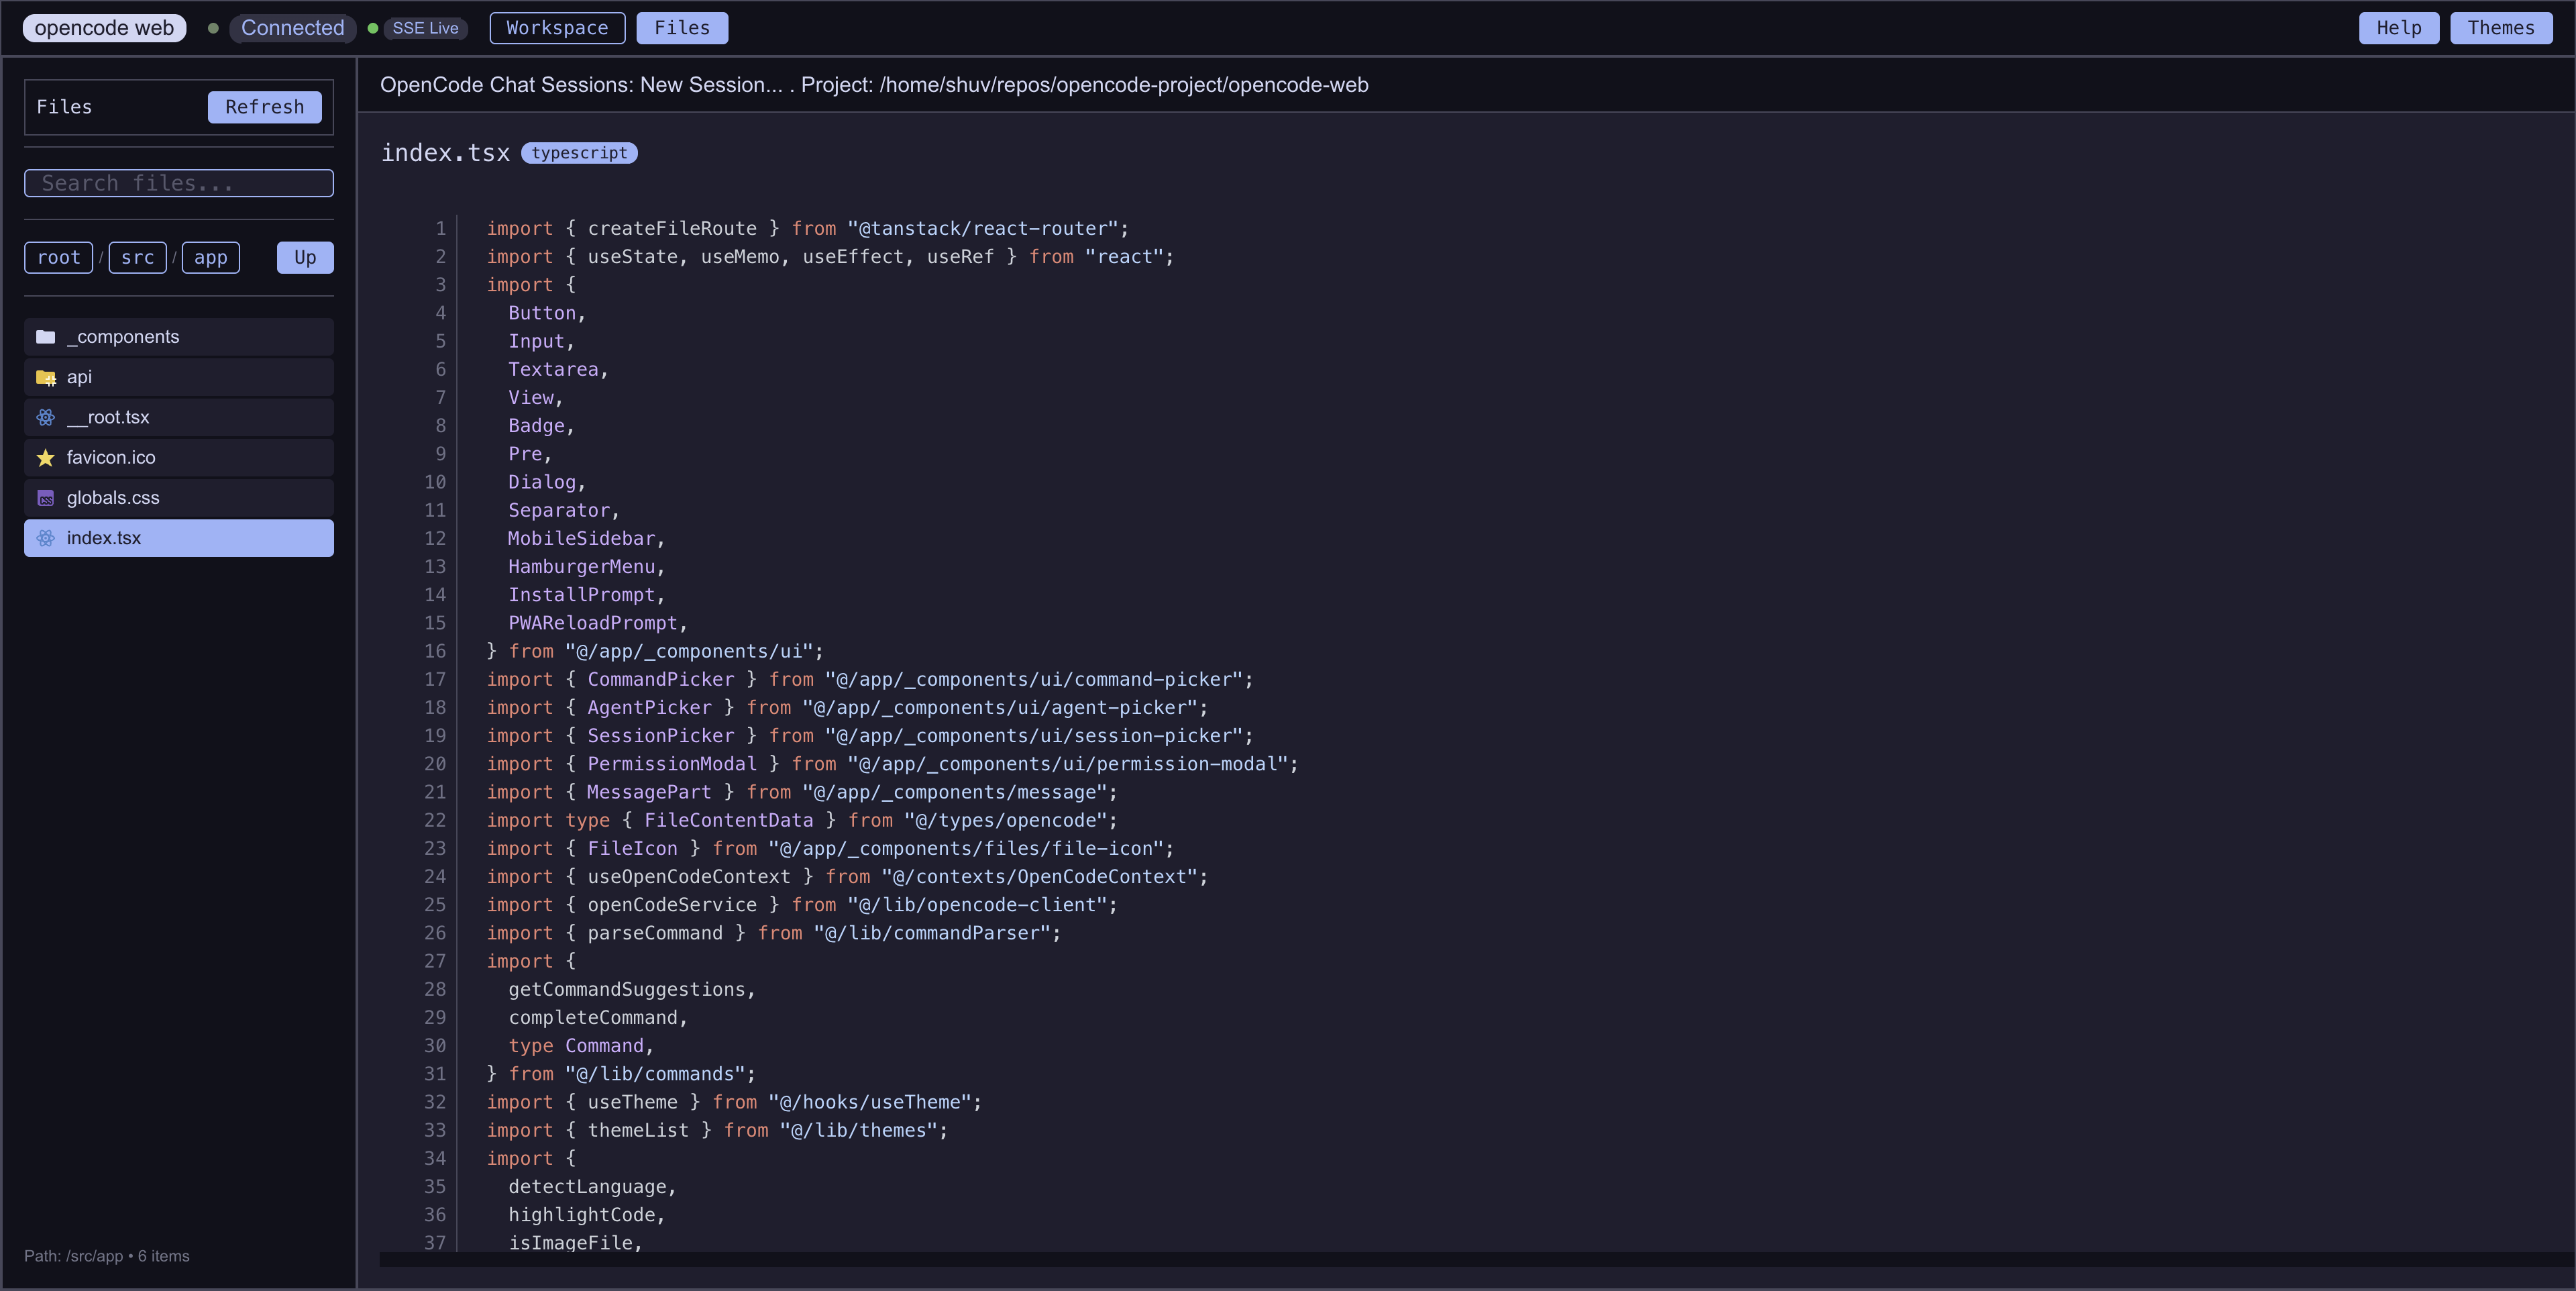 opencode web Connected SSE Live Workspace Files Help Themes
Files Refresh
Search files...
root / src / app Up
_components
api
__root.tsx
favicon.ico
CSS globals.css
index.tsx
Path: /src/app • 6 items
OpenCode Chat Sessions: New Session... . Project: /home/shuv/repos/opencode-project/opencode-web
index.tsx typescript
1 import { createFileRoute } from "@tanstack/react-router";
2 import { useState, useMemo, useEffect, useRef } from "react";
3 import {
4   Button,
5   Input,
6   Textarea,
7   View,
8   Badge,
9   Pre,
10   Dialog,
11   Separator,
12   MobileSidebar,
13   HamburgerMenu,
14   InstallPrompt,
15   PWAReloadPrompt,
16 } from "@/app/_components/ui";
17 import { CommandPicker } from "@/app/_components/ui/command-picker";
18 import { AgentPicker } from "@/app/_components/ui/agent-picker";
19 import { SessionPicker } from "@/app/_components/ui/session-picker";
20 import { PermissionModal } from "@/app/_components/ui/permission-modal";
21 import { MessagePart } from "@/app/_components/message";
22 import type { FileContentData } from "@/types/opencode";
23 import { FileIcon } from "@/app/_components/files/file-icon";
24 import { useOpenCodeContext } from "@/contexts/OpenCodeContext";
25 import { openCodeService } from "@/lib/opencode-client";
26 import { parseCommand } from "@/lib/commandParser";
27 import {
28   getCommandSuggestions,
29   completeCommand,
30   type Command,
31 } from "@/lib/commands";
32 import { useTheme } from "@/hooks/useTheme";
33 import { themeList } from "@/lib/themes";
34 import {
35   detectLanguage,
36   highlightCode,
37   isImageFile,